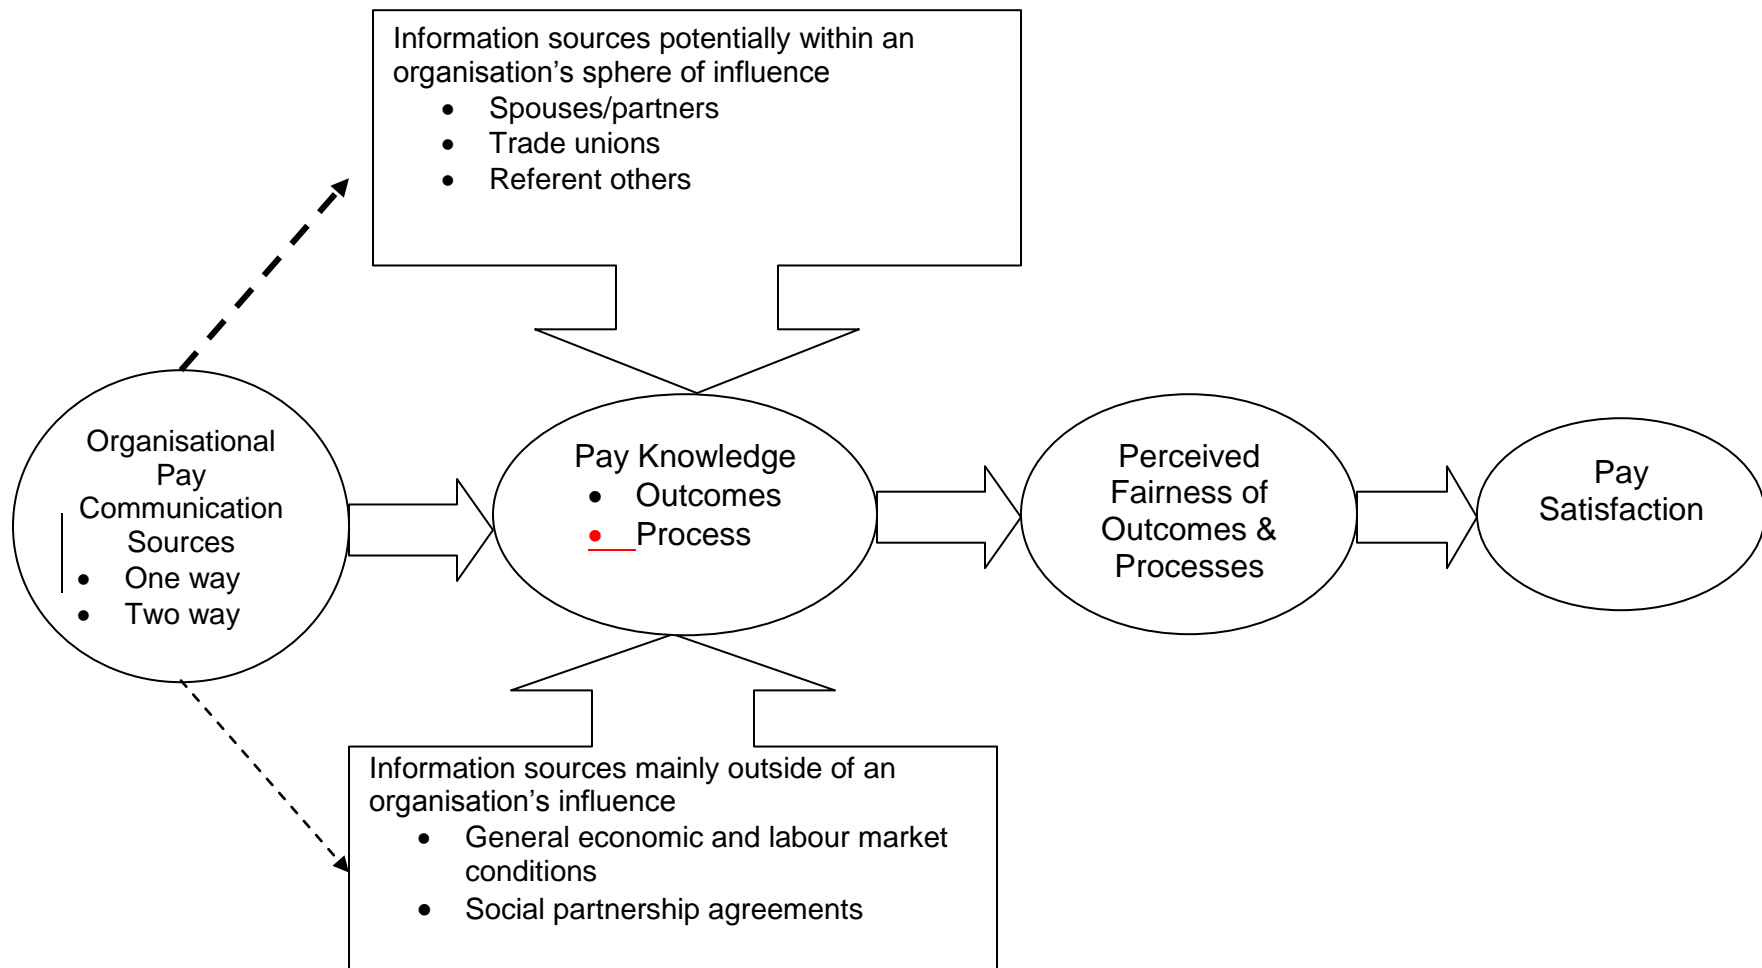 Information sources potentially within an
organisation’s sphere of influence
• Spouses/partners
• Trade unions
• Referent others
Organisational
Pay
Communication
Sources
• One way
• Two way
Pay Knowledge
• Outcomes
• Process
Perceived
Fairness of
Outcomes &
Processes
Pay
Satisfaction
Information sources mainly outside of an
organisation’s influence
• General economic and labour market
conditions
• Social partnership agreements